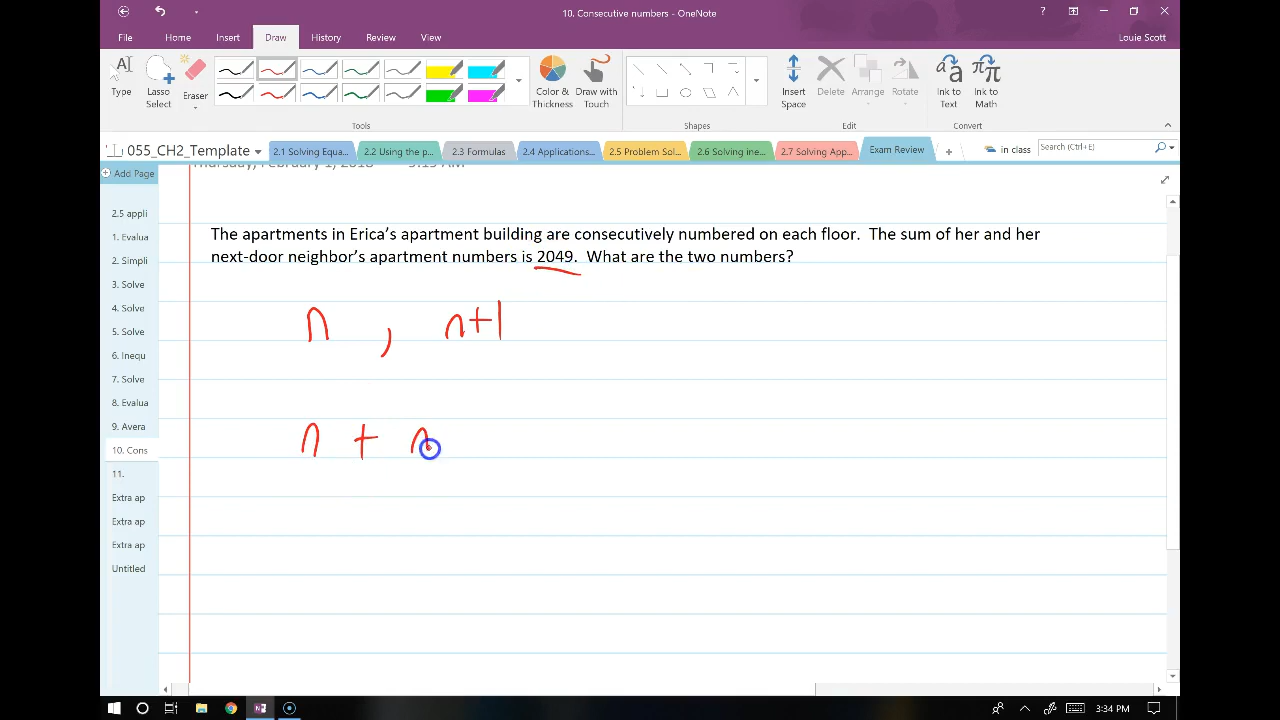 10. Consecutive numbers - OneNote
?
File Home Insert Draw History Review View
Louie Scott
Type Lasso Select Eraser
Color & Thickness Draw with Touch
Insert Space Delete Arrange Rotate
Ink to Text Ink to Math
Tools Shapes Edit Convert
055_CH2_Template
2.1 Solving Equa... 2.2 Using the p... 2.3 Formulas 2.4 Applications... 2.5 Problem Sol... 2.6 Solving ine... 2.7 Solving App... Exam Review + in class Search (Ctrl+E)
Add Page
Thursday, February 1, 2018
2.5 appli
1. Evalua
2. Simpli
3. Solve
4. Solve
5. Solve
6. Inequ
7. Solve
8. Evalua
9. Avera
10. Cons
11.
Extra ap
Extra ap
Extra ap
Untitled
The apartments in Erica's apartment building are consecutively numbered on each floor. The sum of her and her
next-door neighbor's apartment numbers is 2049. What are the two numbers?
n , n+1
n + n
3:34 PM